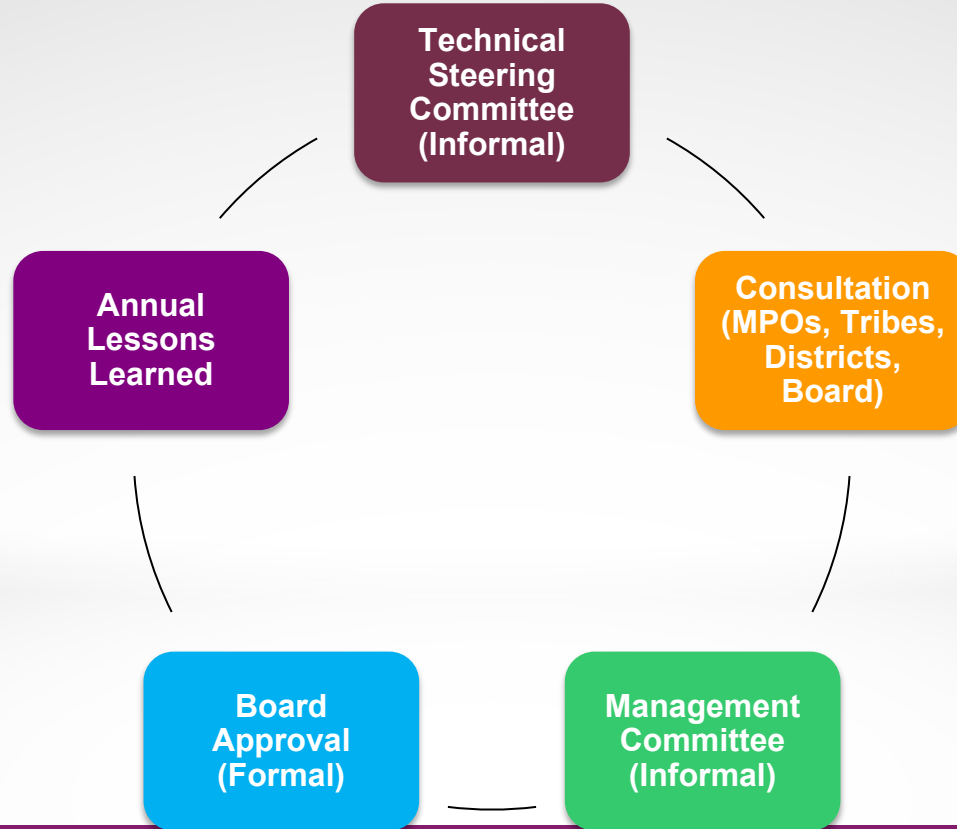 Technical
Steering
Committee
(Informal)
Consultation
(MPOs, Tribes,
Districts,
Board)
Management
Committee
(Informal)
Board
Approval
(Formal)
Annual
Lessons
Learned